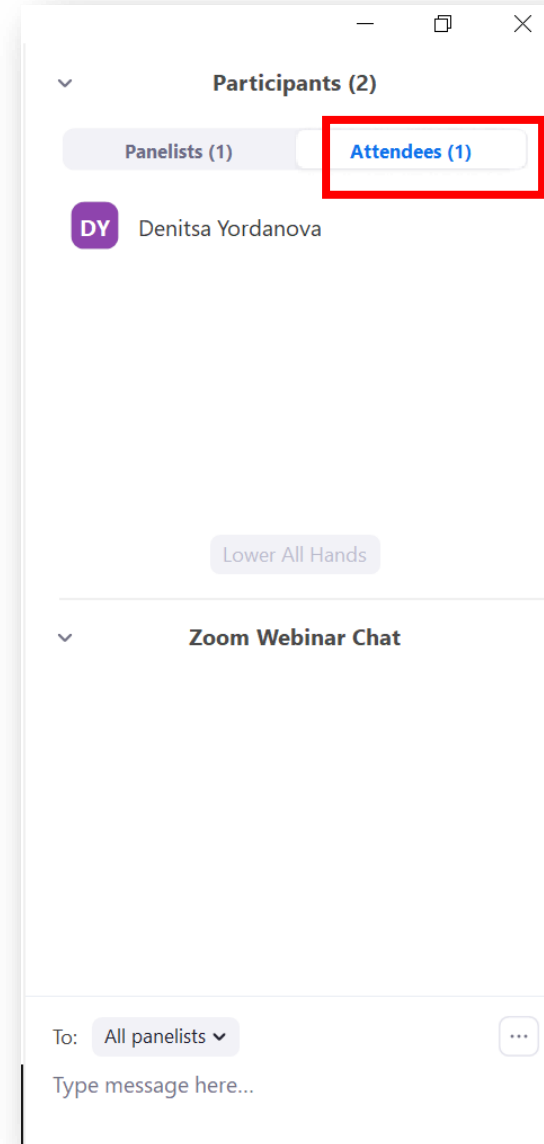 Participants (2)
Panelists (1) Attendees (1)
DY Denitsa Yordanova
Lower All Hands
Zoom Webinar Chat
To: All panelists
Type message here...